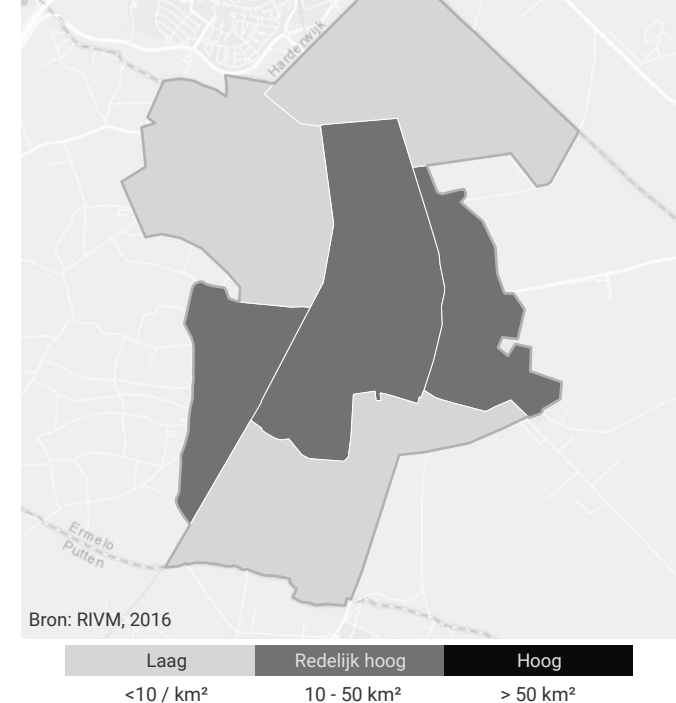 Harderwijk
Ermelo
Putten
Bron: RIVM, 2016
Laag Redelijk hoog Hoog
<10 / km² 10 - 50 km² > 50 km²